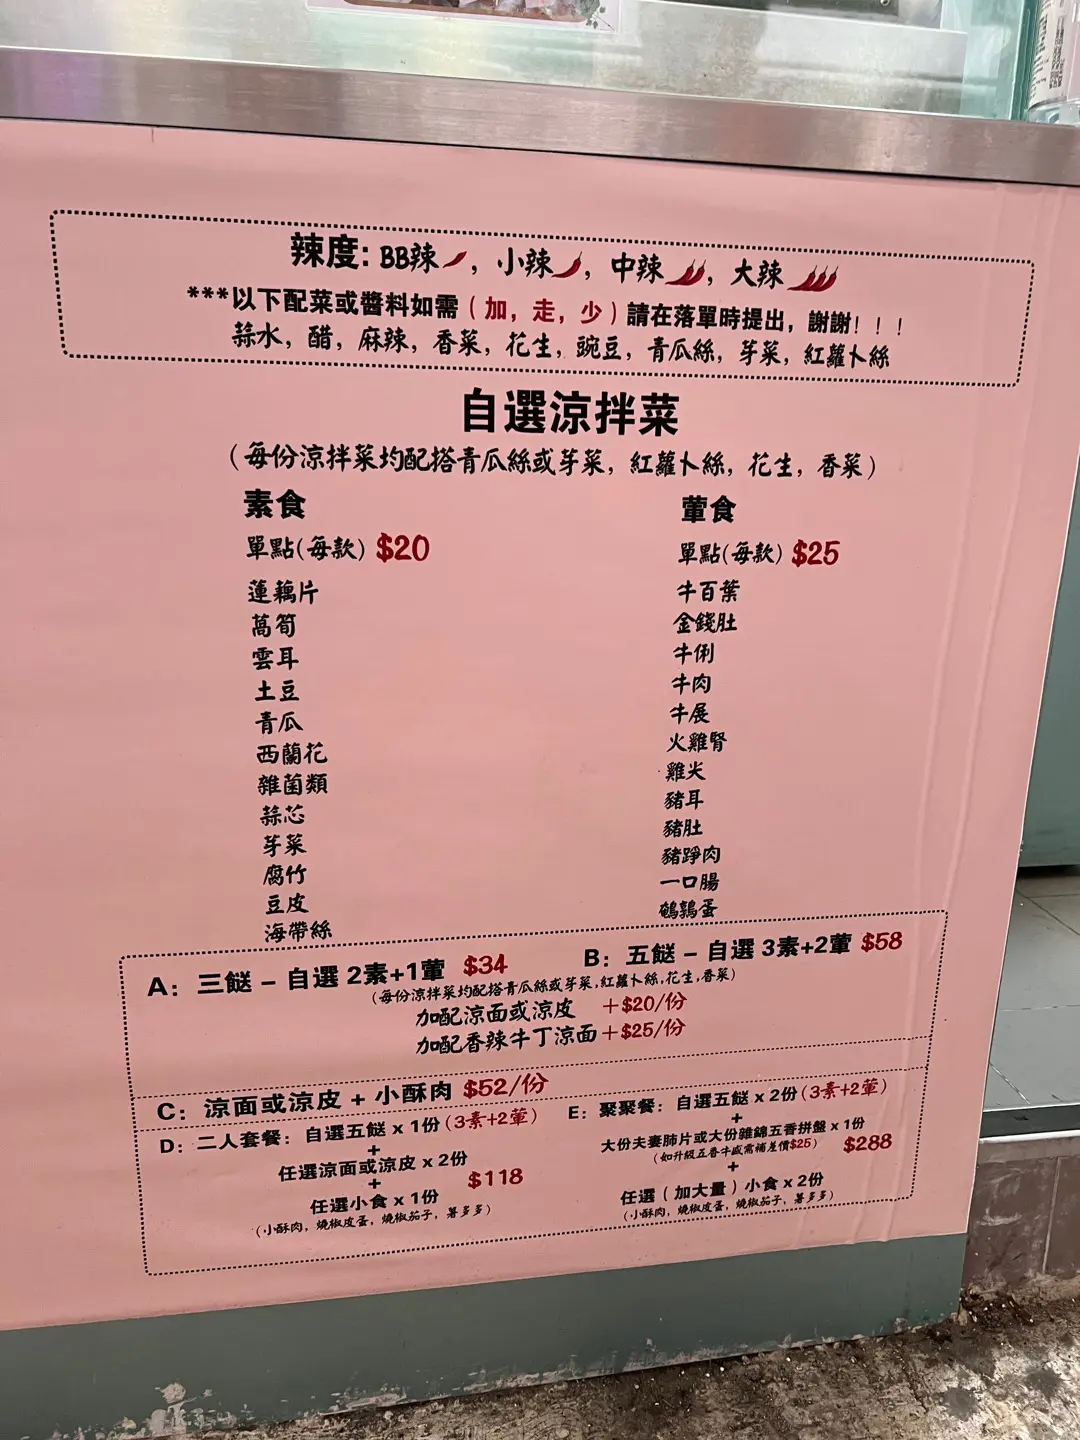 辣度: BB辣, 小辣, 中辣, 大辣
***以下配菜或醬料如需(加,走,少)請在落單時提出,謝謝!!!
蒜水, 醋, 麻辣, 香菜, 花生, 豌豆, 青瓜絲, 芽菜, 紅蘿卜絲
自選涼拌菜
(每份涼拌菜均配搭青瓜絲或芽菜, 紅蘿卜絲, 花生, 香菜)
素食
單點(每款) $20
蓮藕片
萵筍
雲耳
土豆
青瓜
西蘭花
雜菌類
蒜芯
芽菜
腐竹
豆皮
海帶絲
葷食
單點(每款) $25
牛百葉
金錢肚
牛脷
牛肉
牛展
火雞腎
雞尖
豬耳
豬肚
豬踭肉
一口腸
鵪鶉蛋
A: 三餸 – 自選 2素+1葷 $34
B: 五餸 – 自選 3素+2葷 $58
(每份涼拌菜均配搭青瓜絲或芽菜,紅蘿卜絲,花生,香菜)
加配涼面或涼皮 +$20/份
加配香辣牛丁涼面+$25/份
C: 涼面或涼皮 + 小酥肉 $52/份
D: 二人套餐: 自選五餸 x 1份(3素+2葷)
+
任選涼面或涼皮 x 2份
+
$118
任選小食 x 1份
(小酥肉, 燒椒皮蛋, 燒椒茄子, 薯多多)
E: 聚聚餐: 自選五餸 x 2份(3素+2葷)
+
大份夫妻肺片或大份雜錦五香拼盤 x 1份
(如升級五香牛盛需補差價$25)
$288
+
任選(加大量)小食 x 2份
(小酥肉, 燒椒皮蛋, 燒椒茄子, 薯多多)